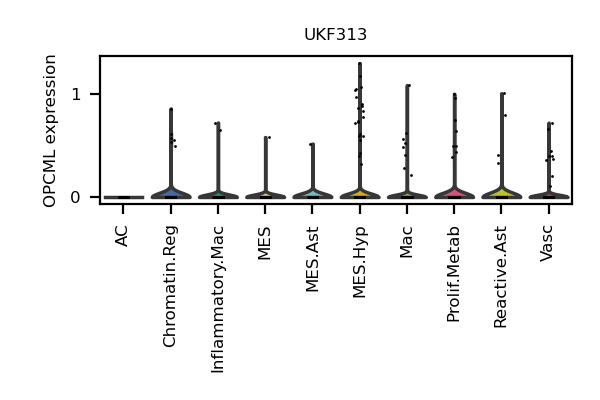 UKF313
OPCML expression
1
0
AC
Chromatin.Reg
Inflammatory.Mac
MES
MES.Ast
MES.Hyp
Mac
Prolif.Metab
Reactive.Ast
Vasc